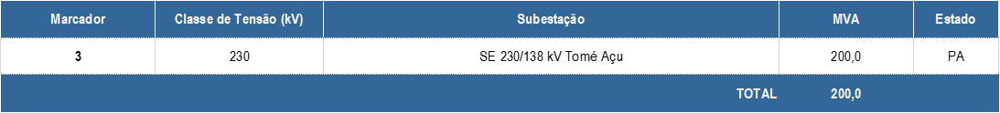 Marcador Classe de Tensão (kV) Subestação MVA Estado
3 230 SE 230/138 kV Tomé Açu 200,0 PA
TOTAL 200,0